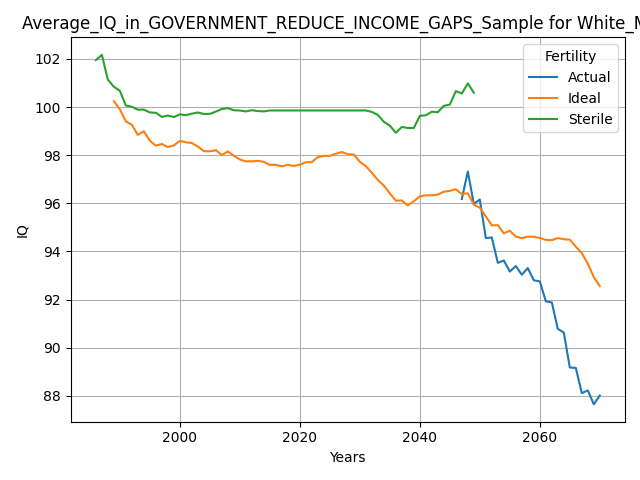 Average_IQ_in_GOVERNMENT_REDUCE_INCOME_GAPS_Sample for White_M
Fertility
Actual
Ideal
Sterile
102
100
98
96
94
92
90
88
IQ
2000
2020
2040
2060
Years